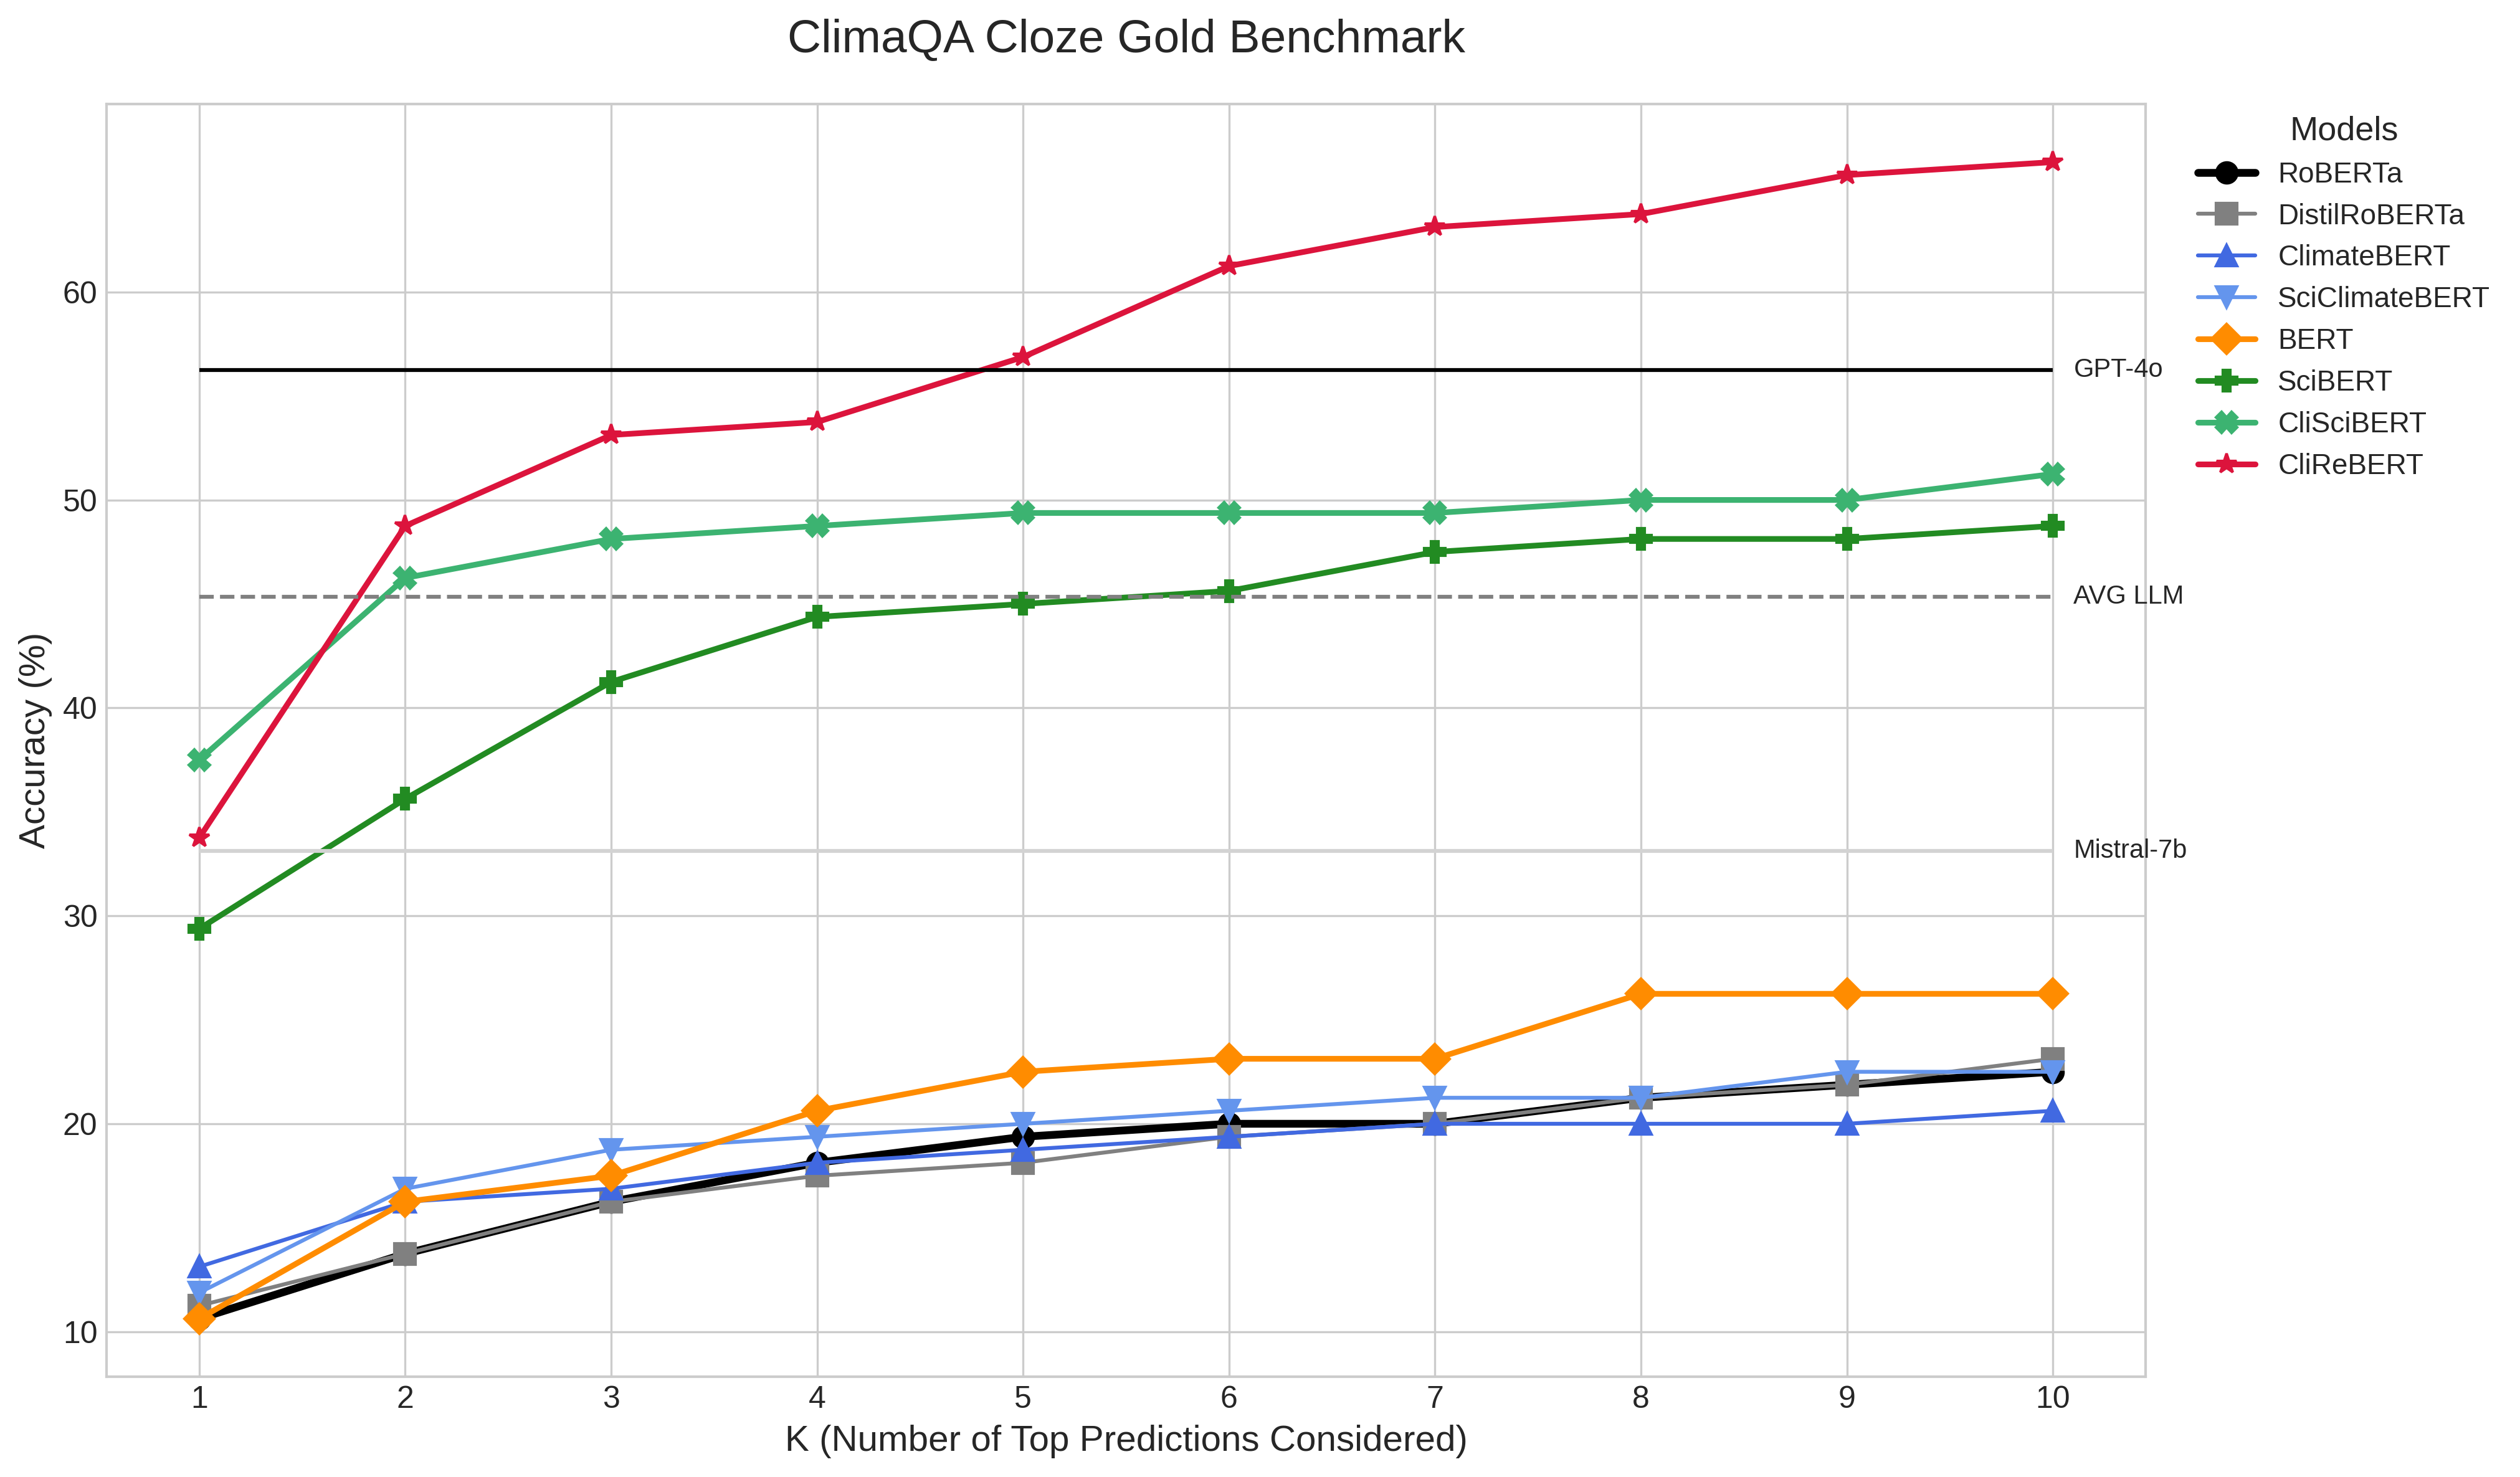 ClimaQA Cloze Gold Benchmark
Models
RoBERTa
DistilRoBERTa
ClimateBERT
SciClimateBERT
BERT
SciBERT
CliSciBERT
CliReBERT
GPT-4o
AVG LLM
Mistral-7b
Accuracy (%)
60
50
40
30
20
10
1 2 3 4 5 6 7 8 9 10
K (Number of Top Predictions Considered)